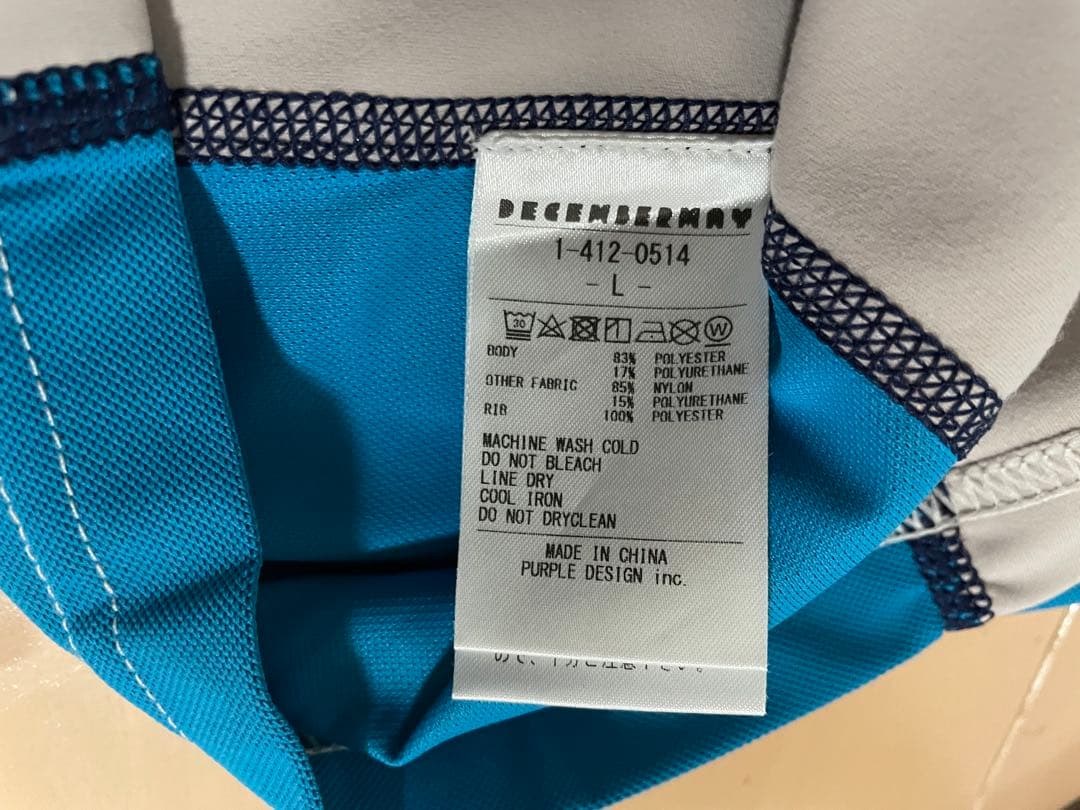 DECEMBERMAY
1-412-0514
- L -
30 W
BODY 83% POLYESTER
17% POLYURETHANE
OTHER FABRIC 85% NYLON
15% POLYURETHANE
RIB 100% POLYESTER
MACHINE WASH COLD
DO NOT BLEACH
LINE DRY
COOL IRON
DO NOT DRYCLEAN
MADE IN CHINA
PURPLE DESIGN inc.